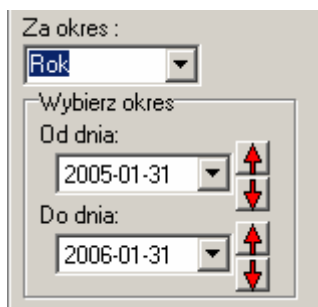 Za okres :
Rok
Wybierz okres
Od dnia:
2005-01-31
Do dnia:
2006-01-31